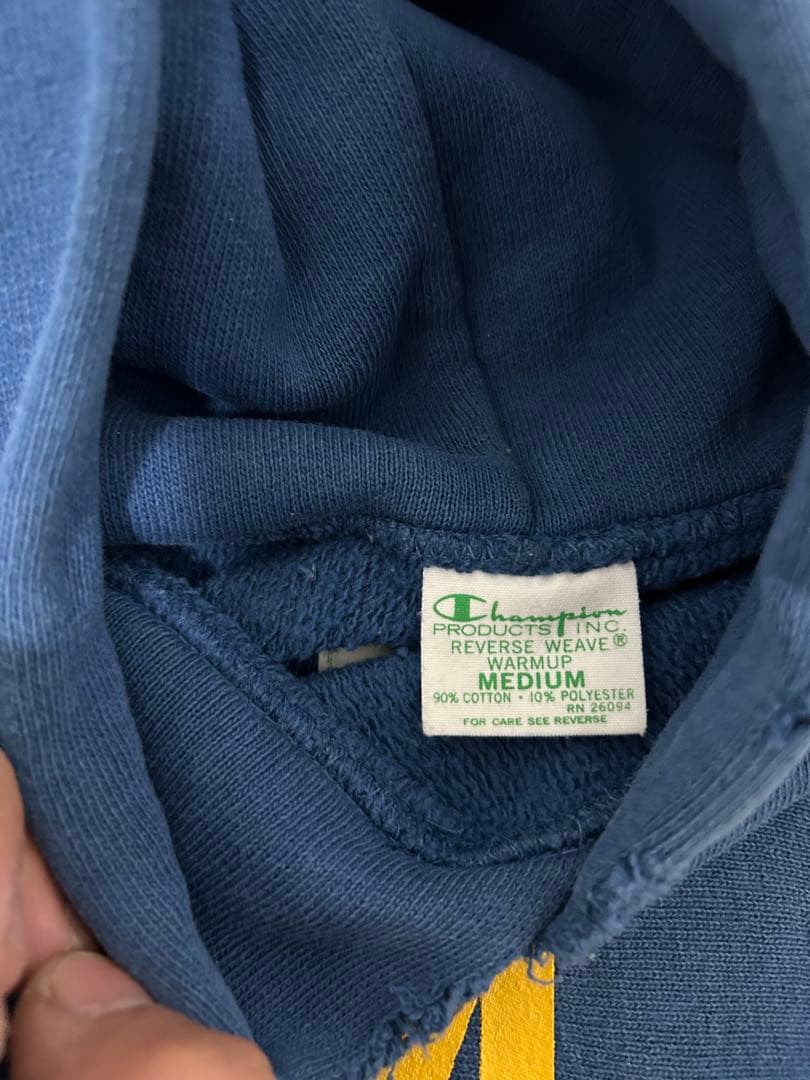 Champion
PRODUCTS INC.
REVERSE WEAVE®
WARMUP
MEDIUM
90% COTTON • 10% POLYESTER
RN 26094
FOR CARE SEE REVERSE